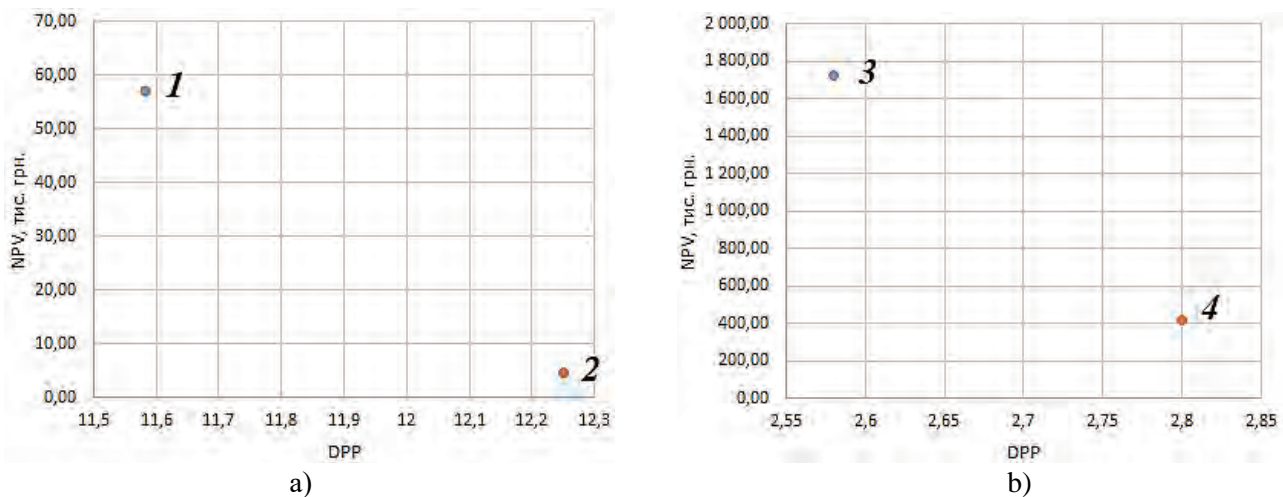 70,00
60,00
50,00
40,00
30,00
20,00
10,00
0,00
NPV, тис. грн.
1
2
11,5 11,6 11,7 11,8 11,9 12 12,1 12,2 12,3
DPP
a)
2 000,00
1 800,00
1 600,00
1 400,00
1 200,00
1 000,00
800,00
600,00
400,00
200,00
0,00
NPV, тис. грн.
3
4
2,55 2,6 2,65 2,7 2,75 2,8 2,85
DPP
b)